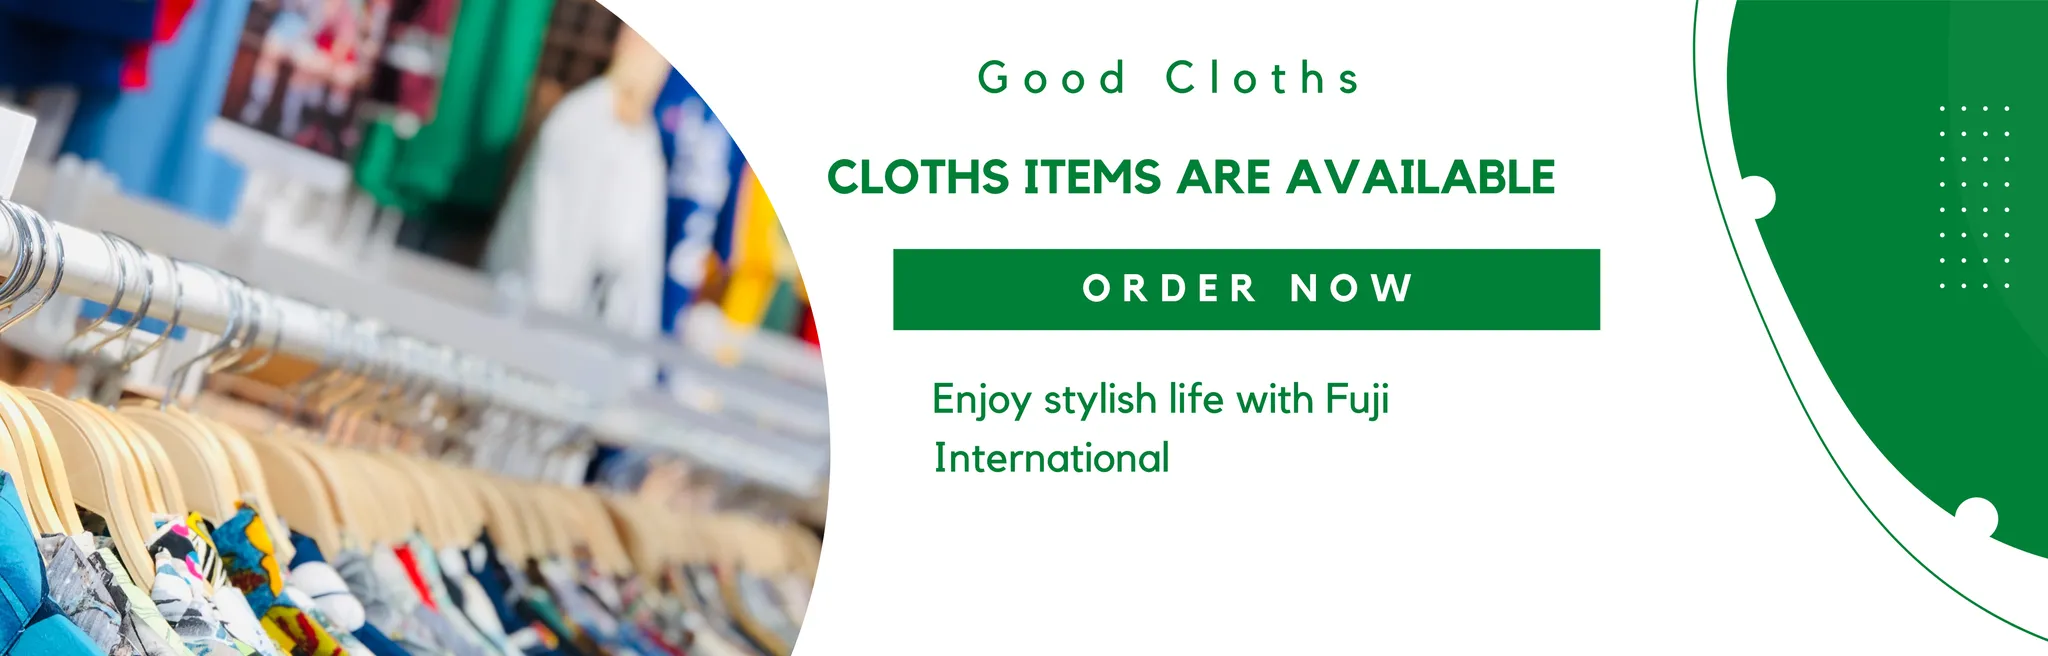 Good Cloths
CLOTHS ITEMS ARE AVAILABLE
ORDER NOW
Enjoy stylish life with Fuji
International